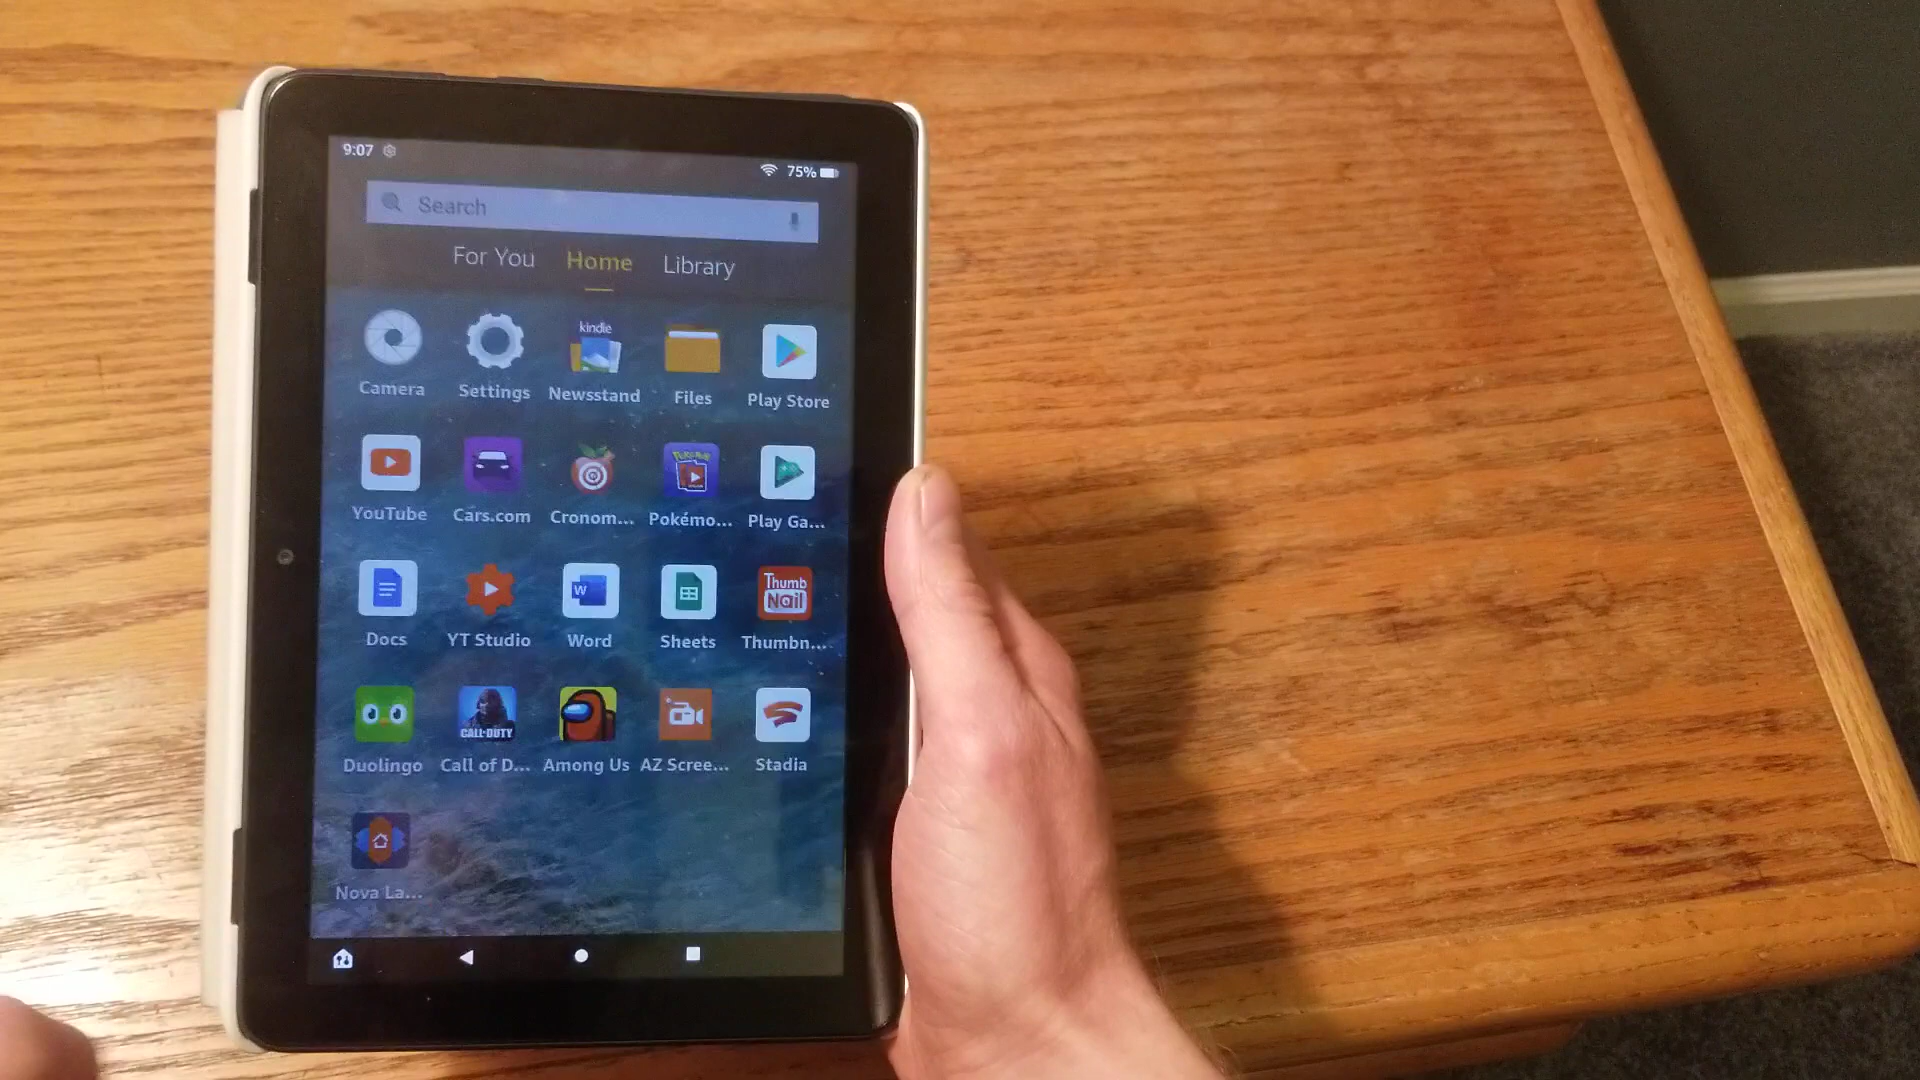 9:07
75%
Search
For You Home Library
kindle
Camera Settings Newsstand Files Play Store
Pokémon
YouTube Cars.com Cronom... Pokémo... Play Ga...
W
Thumb
Nail
Docs YT Studio Word Sheets Thumbn...
CALL·DUTY
Duolingo Call of D... Among Us AZ Scree... Stadia
Nova La...